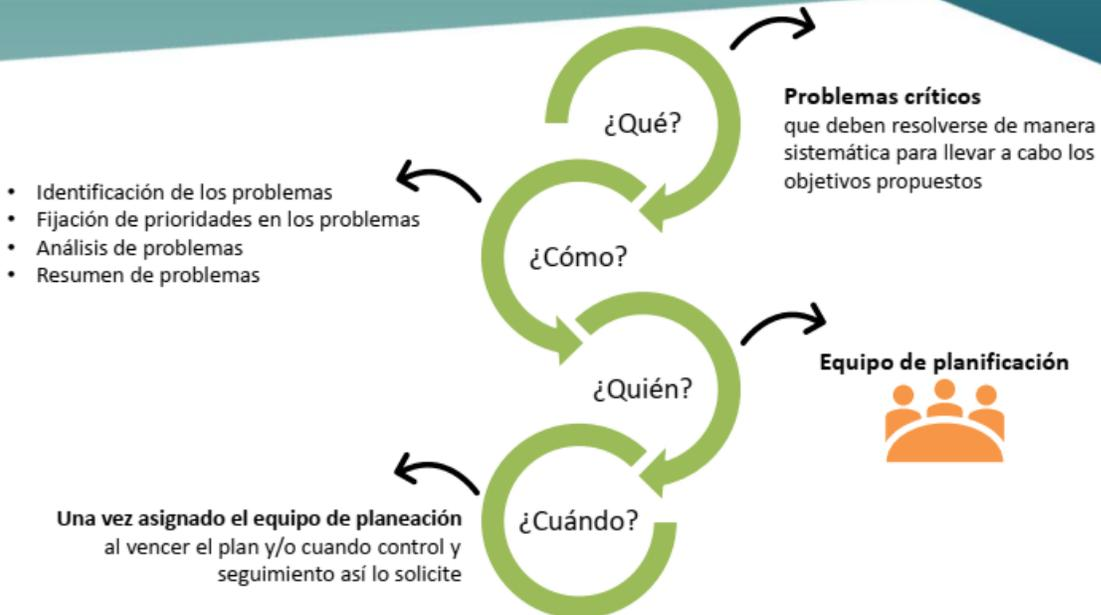 ¿Qué?
Problemas críticos
que deben resolverse de manera
sistemática para llevar a cabo los
objetivos propuestos
¿Cómo?
• Identificación de los problemas
• Fijación de prioridades en los problemas
• Análisis de problemas
• Resumen de problemas
¿Quién?
Equipo de planificación
¿Cuándo?
Una vez asignado el equipo de planeación
al vencer el plan y/o cuando control y
seguimiento así lo solicite